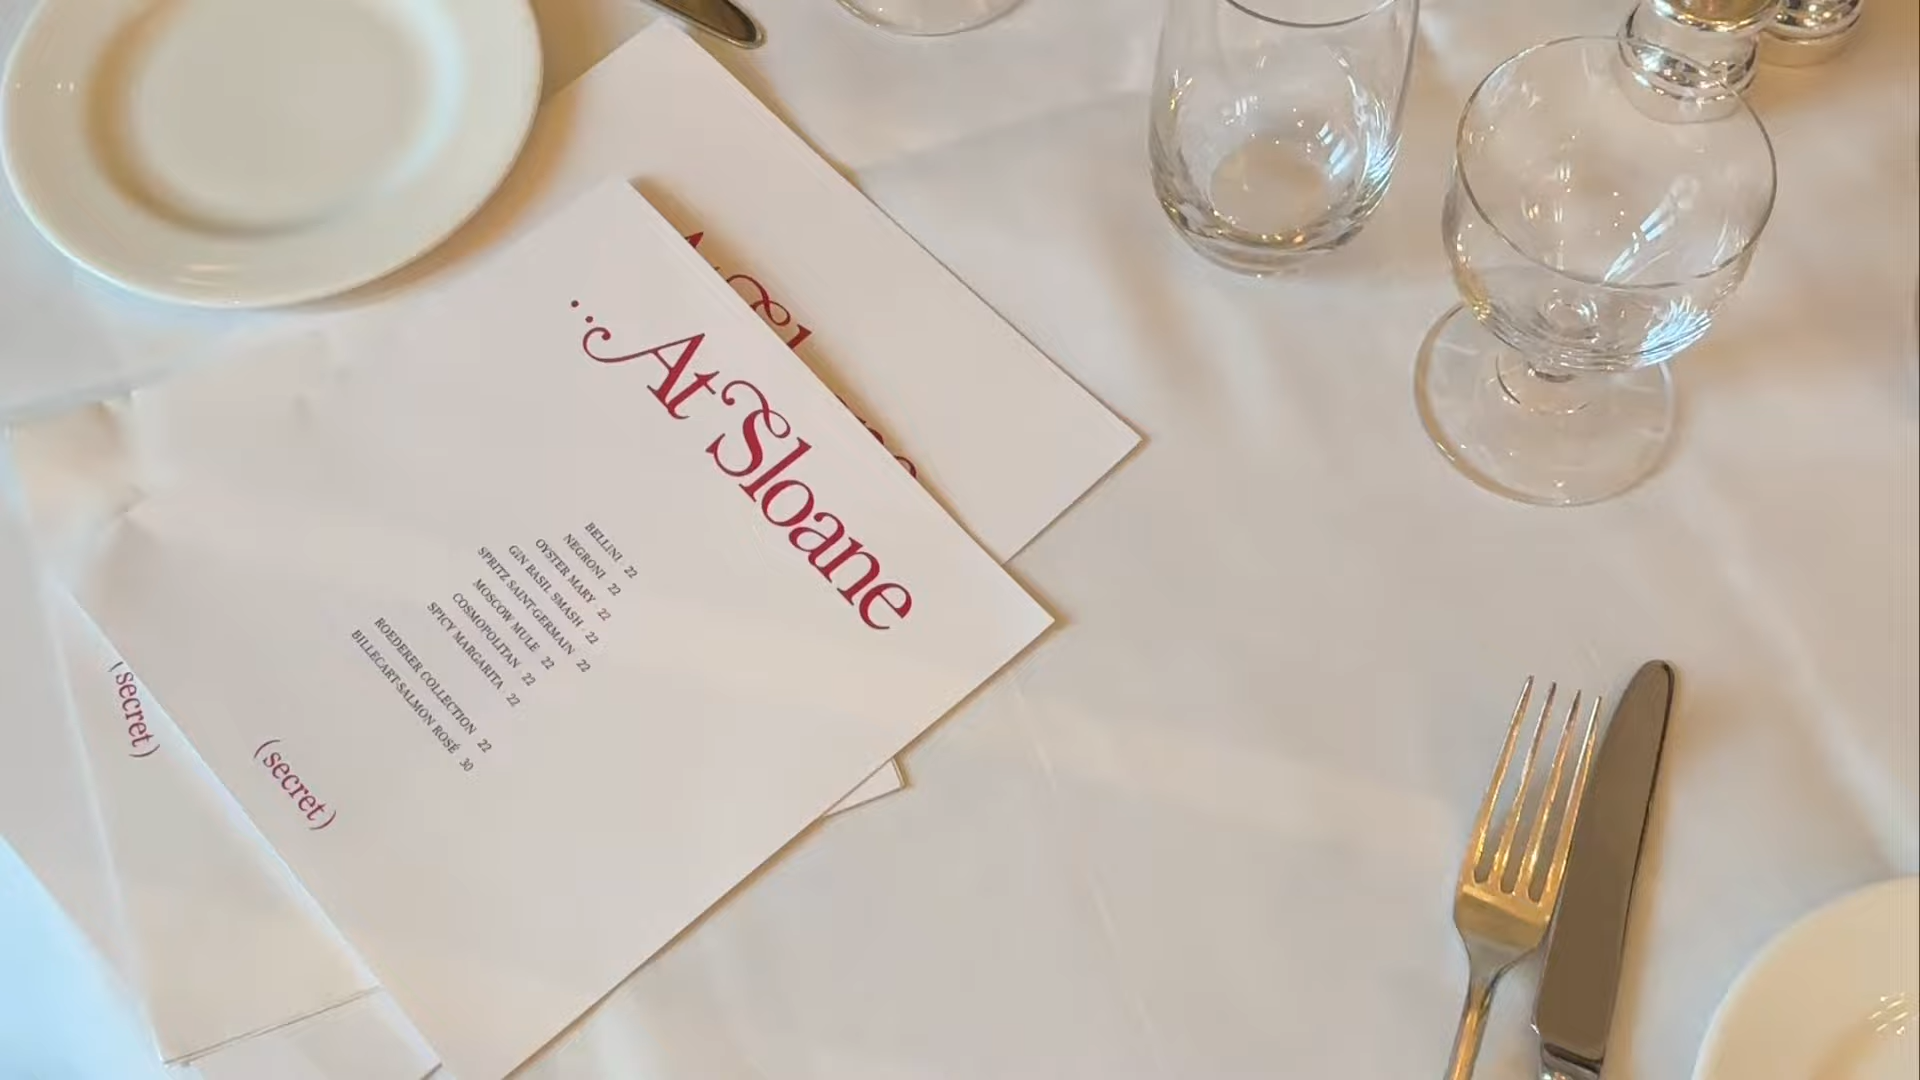 At Sloane
BELLINI · 22
NEGRONI · 22
OYSTER MARY · 22
GIN BASIL SMASH · 22
SPRITZ SAINT-GERMAIN · 22
MOSCOW MULE · 22
COSMOPOLITAN · 22
SPICY MARGARITA · 22
ROEDERER COLLECTION · 22
BILLECART-SALMON ROSÉ · 30
(secret)
(secret)